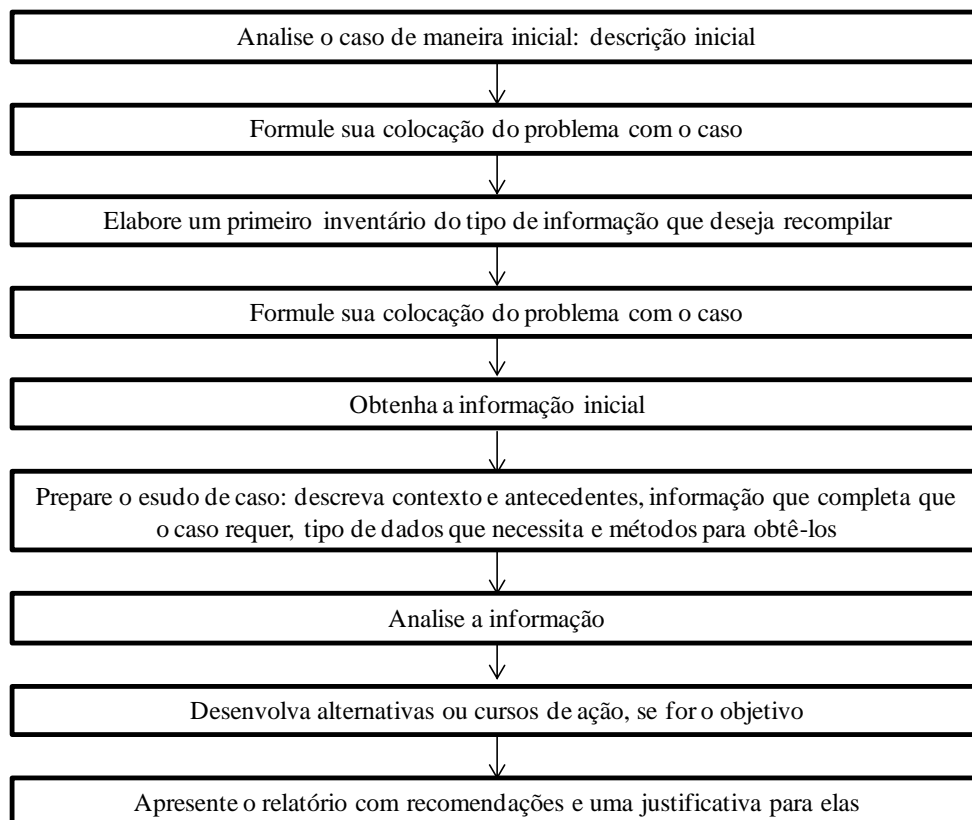 Analise o caso de maneira inicial: descrição inicial
Formule sua colocação do problema com o caso
Elabore um primeiro inventário do tipo de informação que deseja recompilar
Formule sua colocação do problema com o caso
Obtenha a informação inicial
Prepare o esudo de caso: descreva contexto e antecedentes, informação que completa que
o caso requer, tipo de dados que necessita e métodos para obtê-los
Analise a informação
Desenvolva alternativas ou cursos de ação, se for o objetivo
Apresente o relatório com recomendações e uma justificativa para elas